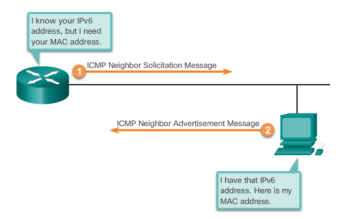 I know your IPv6
address, but I need
your MAC address.
1
ICMP Neighbor Solicitation Message
ICMP Neighbor Advertisement Message
2
I have that IPv6
address. Here is my
MAC address.